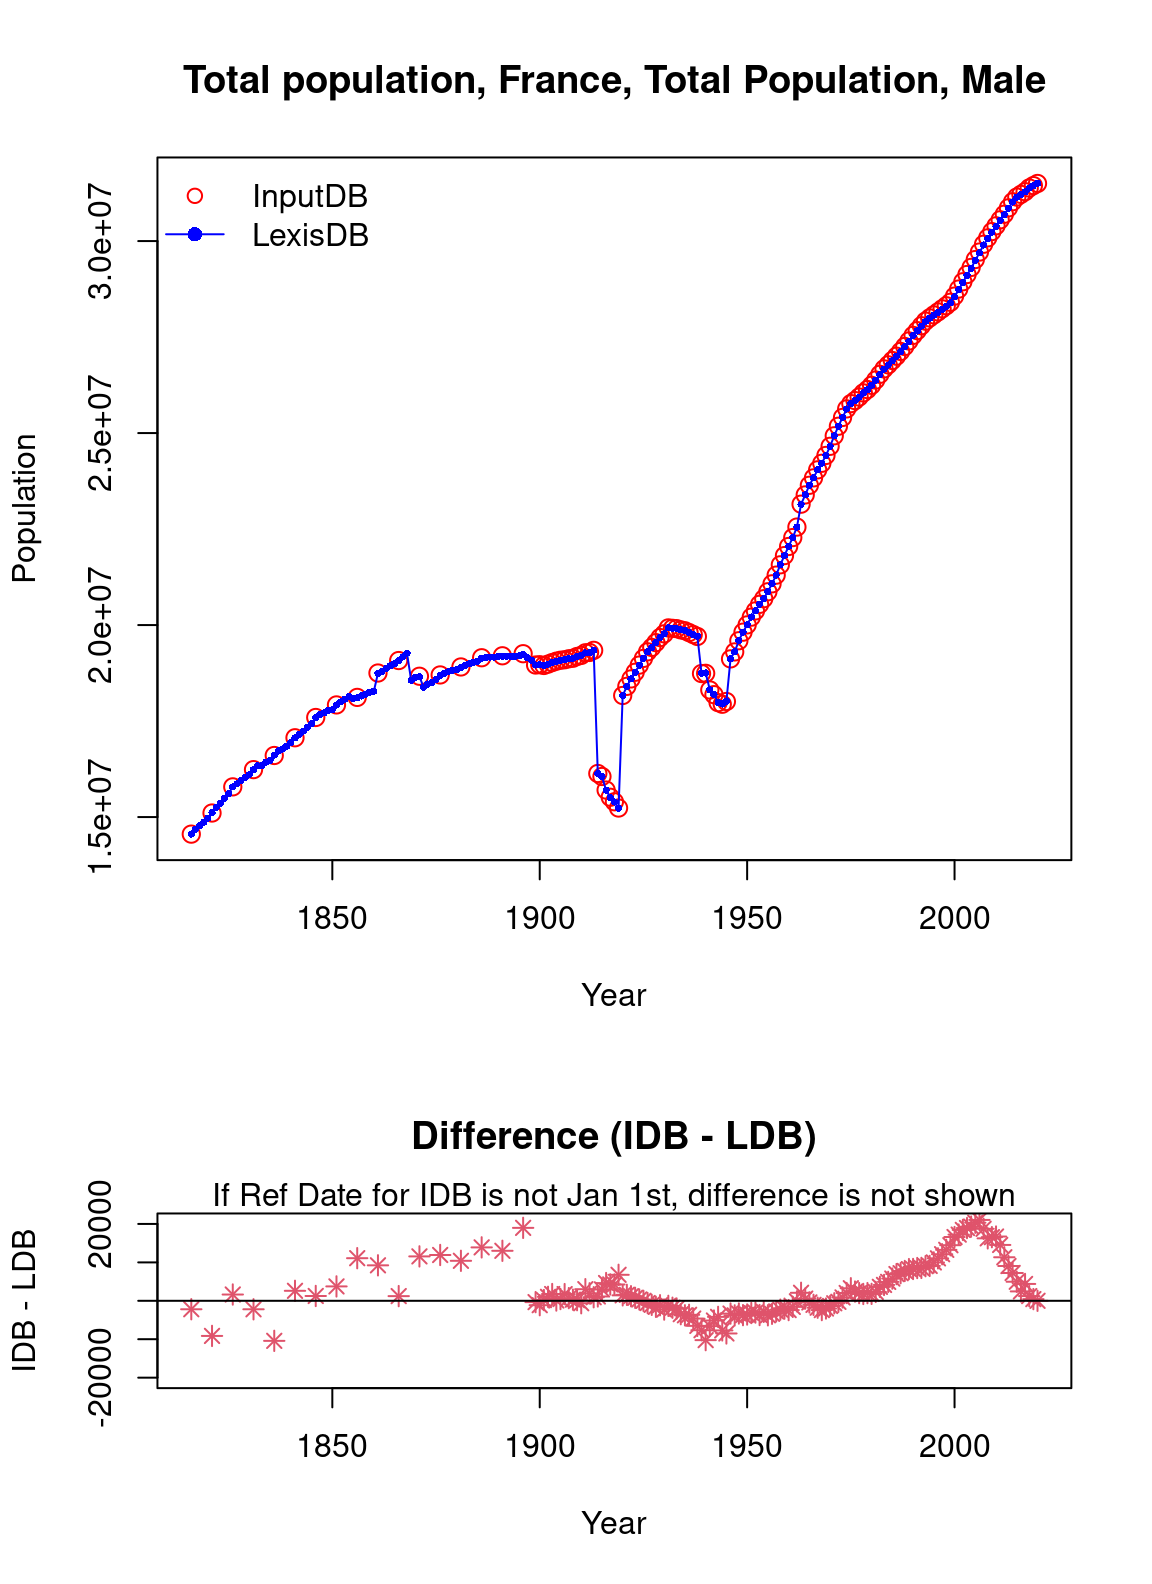 Total population, France, Total Population, Male
InputDB
LexisDB
Population
3.0e+07
2.5e+07
2.0e+07
1.5e+07
1850 1900 1950 2000
Year
Difference (IDB - LDB)
If Ref Date for IDB is not Jan 1st, difference is not shown
IDB - LDB
20000
-20000
1850 1900 1950 2000
Year